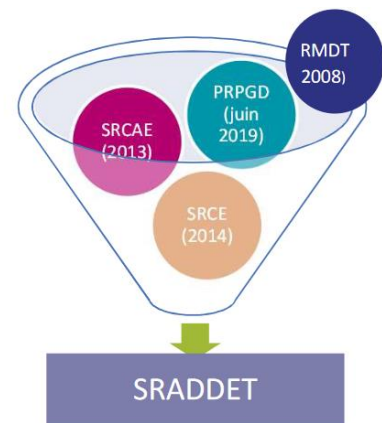 RMDT
2008)
PRPGD
(juin
2019)
SRCAE
(2013)
SRCE
(2014)
SRADDET